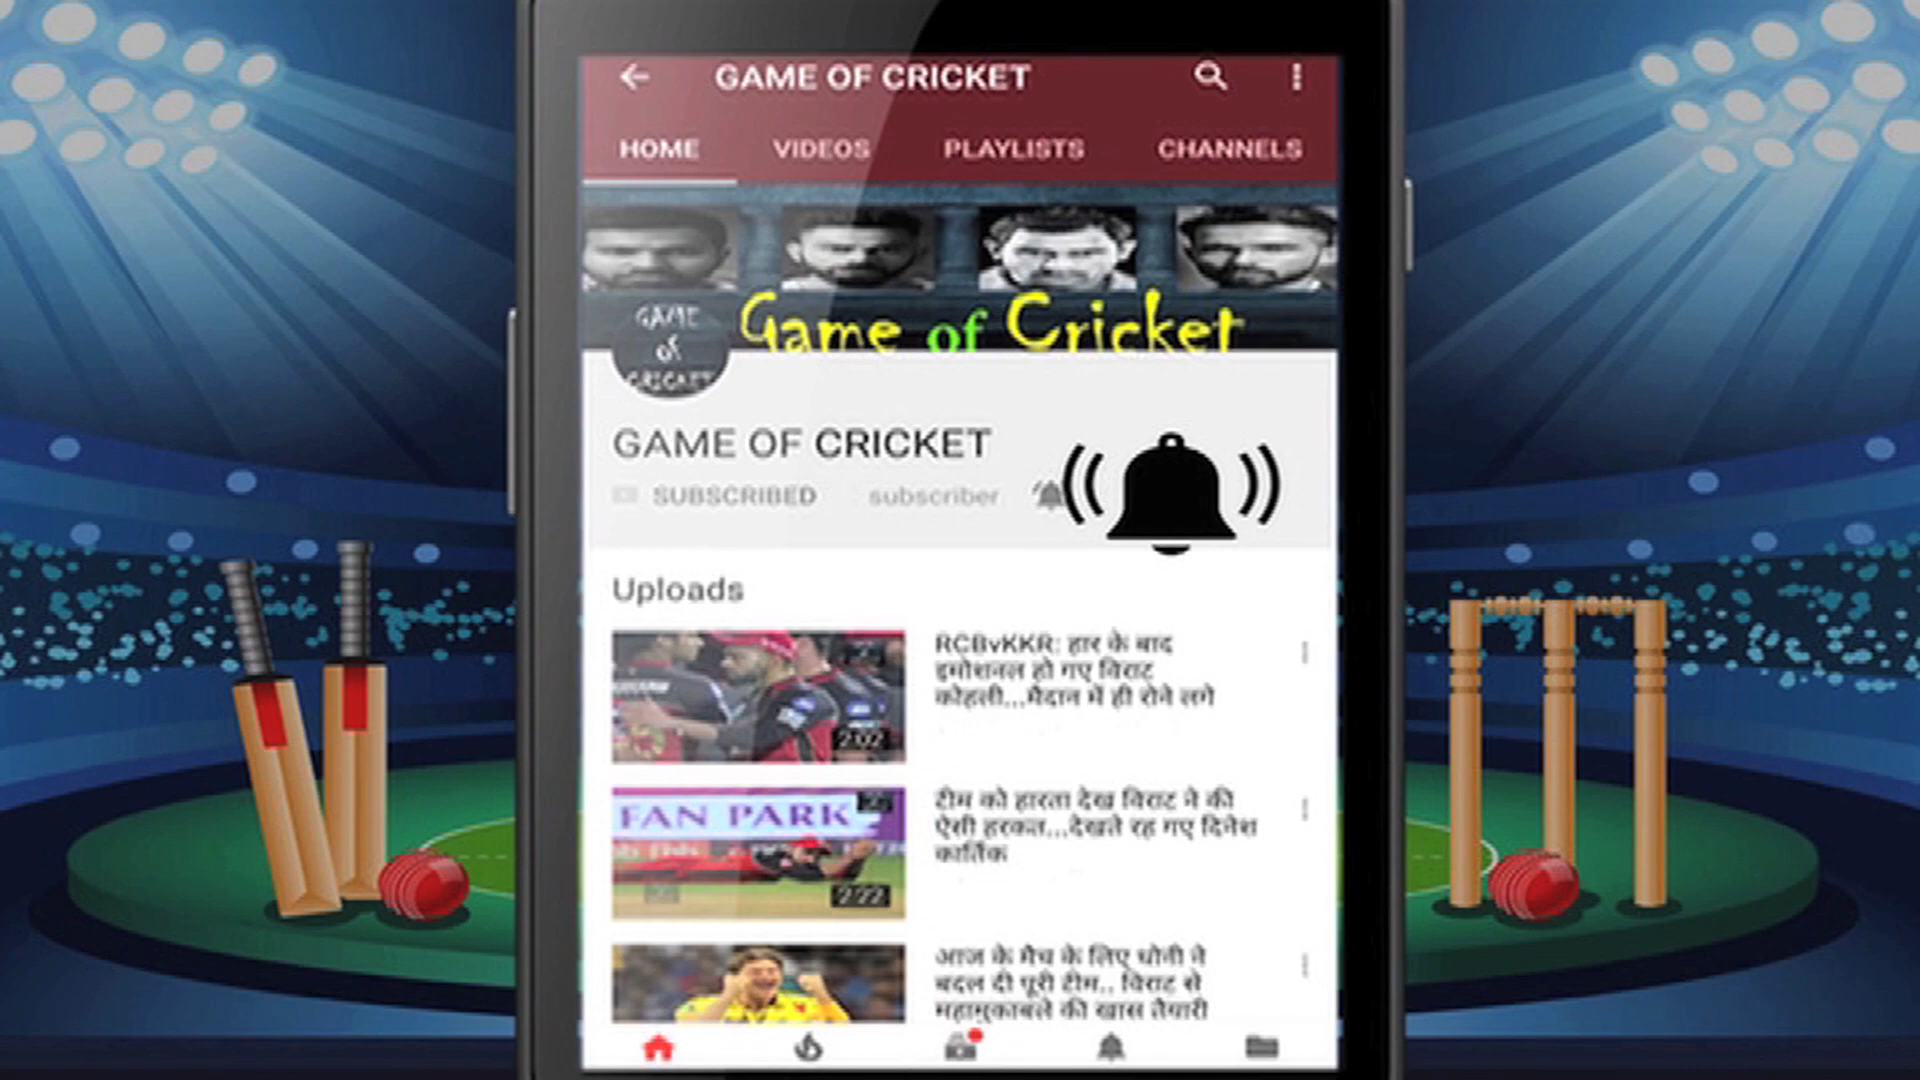 GAME OF CRICKET
HOME VIDEOS PLAYLISTS CHANNELS
Game of Cricket
GAME
of
CRICKET
GAME OF CRICKET
SUBSCRIBED subscriber
Uploads
RCBvKKR: हार के बाद
इमोशनल हो गए विराट
कोहली...मैदान में ही रोने लगे
2:02
FAN PARK
टीम को हारता देख विराट ने की
ऐसी हरकत...देखते रह गए दिनेश
कार्तिक
2:22
आज के मैच के लिए धोनी ने
बदल दी पूरी टीम.. विराट से
महामुकाबले की खास तैयारी